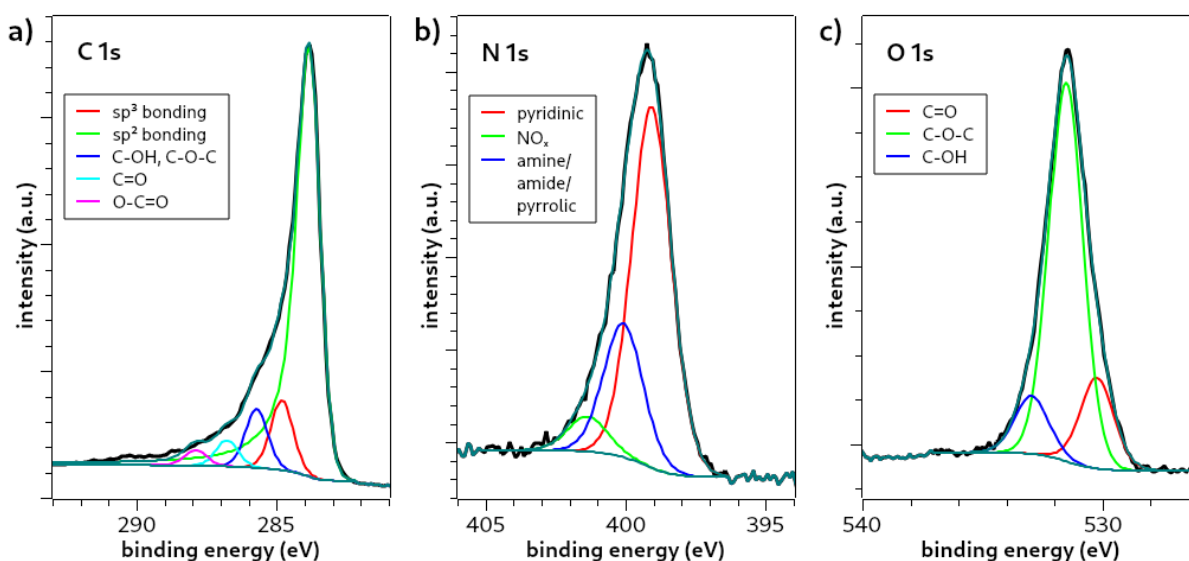 a)
C 1s
sp³ bonding
sp² bonding
C-OH, C-O-C
C=O
O-C=O
intensity (a.u.)
290
285
binding energy (eV)
b)
N 1s
pyridinic
NOₓ
amine/
amide/
pyrrolic
intensity (a.u.)
405
400
395
binding energy (eV)
c)
O 1s
C=O
C-O-C
C-OH
intensity (a.u.)
540
530
binding energy (eV)